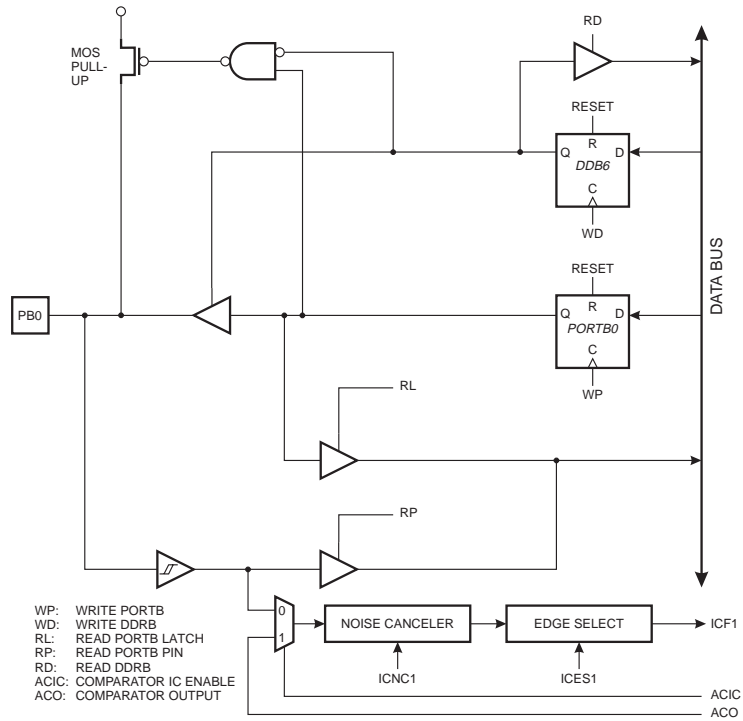 RD
MOS
PULL-
UP
RESET
R
Q
D
DDB6
C
WD
DATA BUS
RESET
R
PB0
Q
D
PORTB0
C
WP
RL
RP
WP: WRITE PORTB
WD: WRITE DDRB
RL: READ PORTB LATCH
RP: READ PORTB PIN
RD: READ DDRB
ACIC: COMPARATOR IC ENABLE
ACO: COMPARATOR OUTPUT
0
1
NOISE CANCELER
EDGE SELECT
ICF1
ICNC1
ICES1
ACIC
ACO